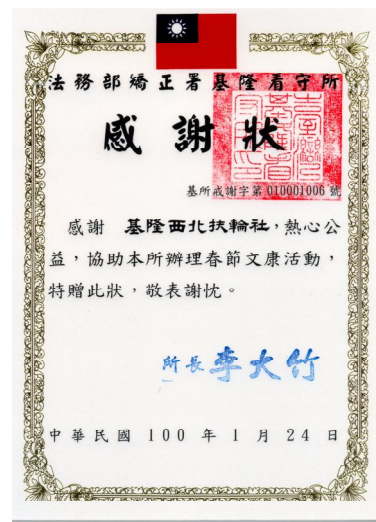 法務部矯正署基隆看守所
感謝狀
基所戒謝字第010001006號
感謝 基隆西北扶輪社，熱心公
益，協助本所辦理春節文康活動，
特贈此狀，敬表謝忱。
所長李大竹
中華民國 100 年 1 月 24 日